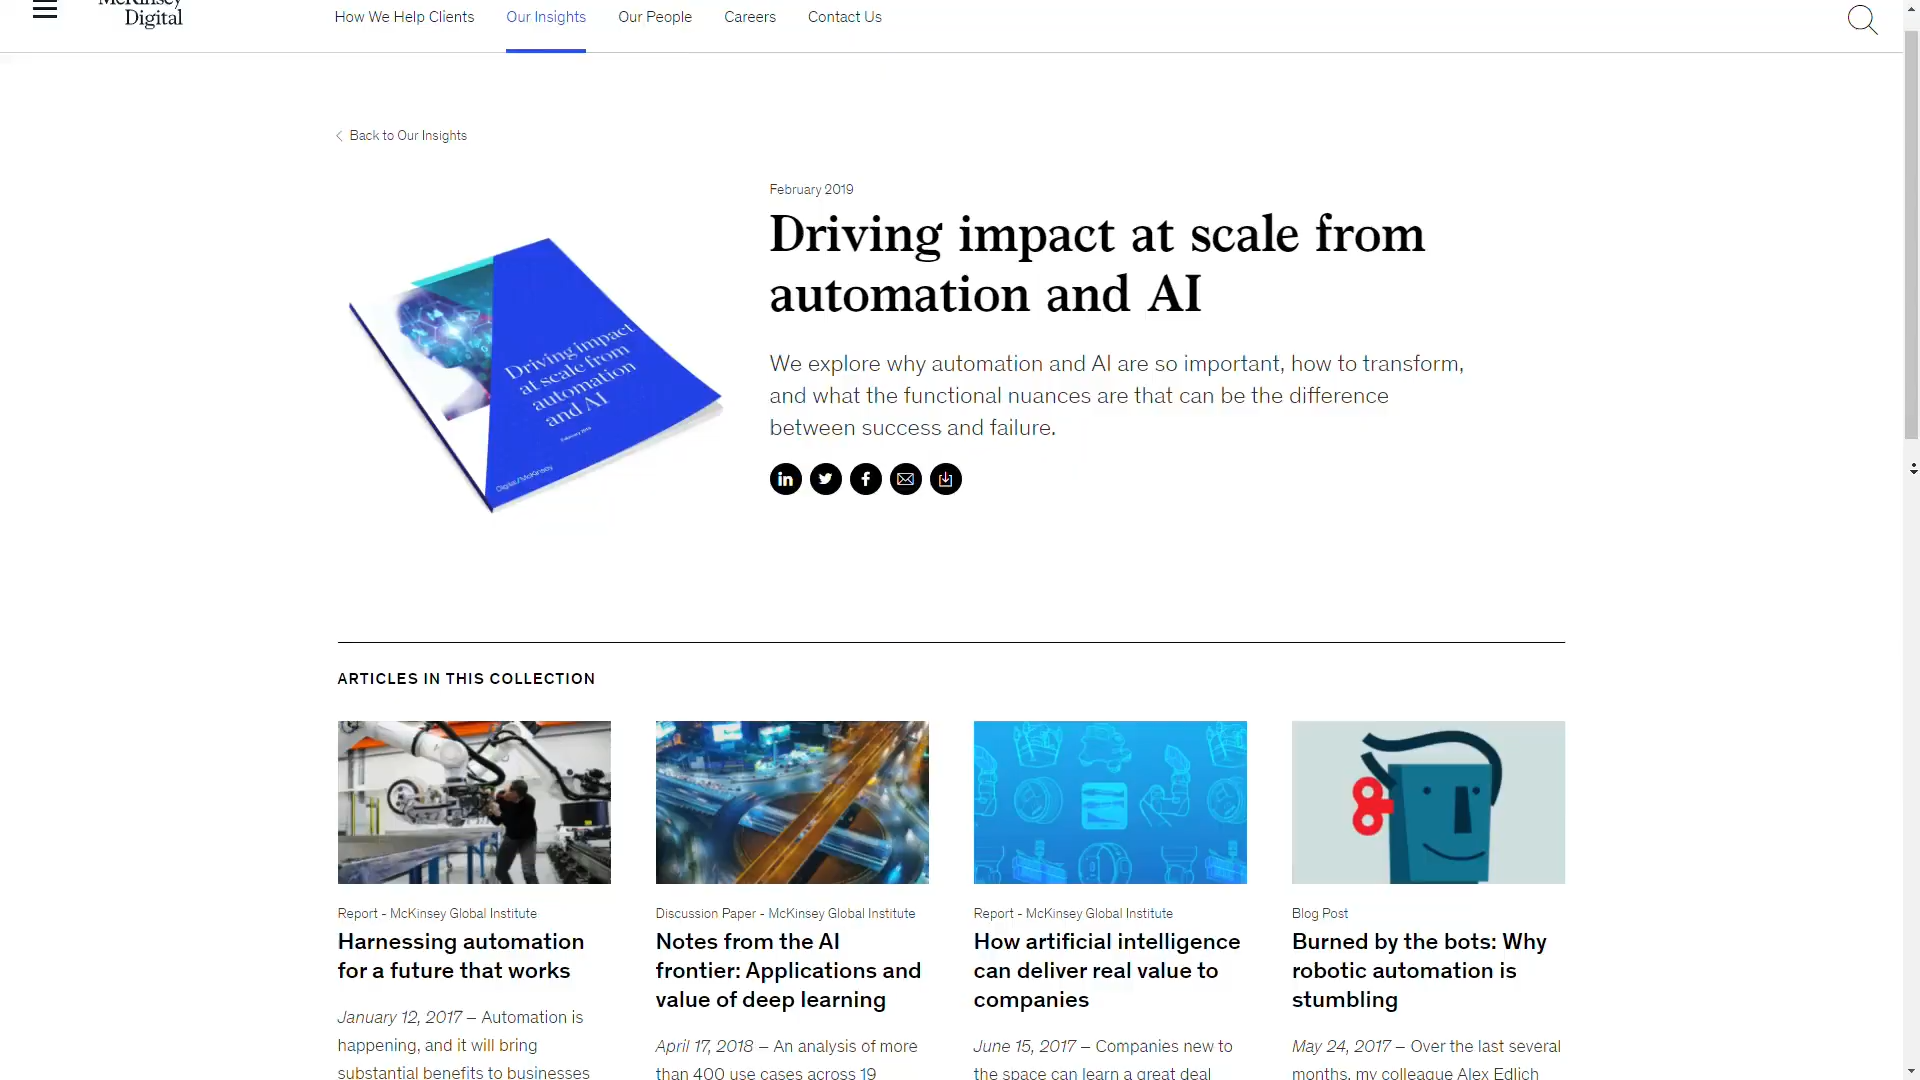 McKinsey
Digital
How We Help Clients
Our Insights
Our People
Careers
Contact Us
Back to Our Insights
February 2019
Driving impact at scale from
automation and AI
We explore why automation and AI are so important, how to transform,
and what the functional nuances are that can be the difference
between success and failure.
Driving impact
at scale from
automation
and AI
February 2019
Digital/McKinsey
ARTICLES IN THIS COLLECTION
Report - McKinsey Global Institute
Harnessing automation
for a future that works
January 12, 2017 – Automation is
happening, and it will bring
substantial benefits to businesses
Discussion Paper - McKinsey Global Institute
Notes from the AI
frontier: Applications and
value of deep learning
April 17, 2018 – An analysis of more
than 400 use cases across 19
Report - McKinsey Global Institute
How artificial intelligence
can deliver real value to
companies
June 15, 2017 – Companies new to
the space can learn a great deal
Blog Post
Burned by the bots: Why
robotic automation is
stumbling
May 24, 2017 – Over the last several
months, my colleague Alex Edlich